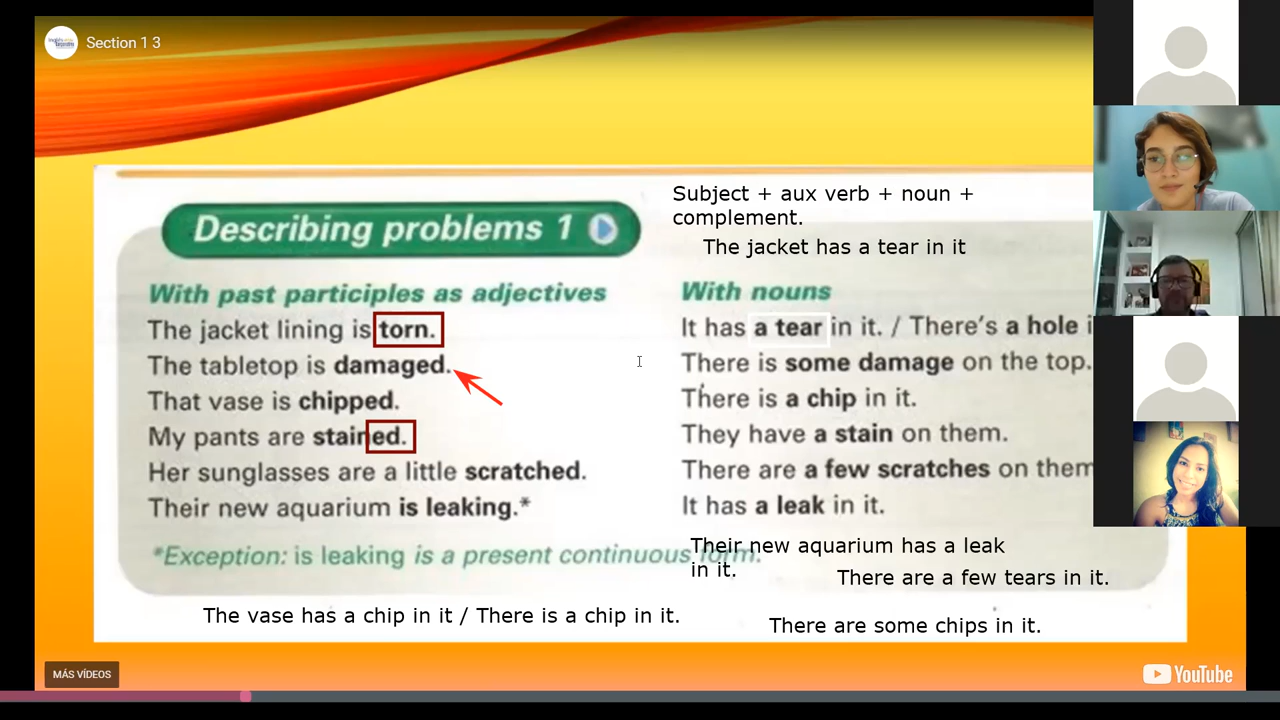 Section 1 3
Subject + aux verb + noun +
complement.
The jacket has a tear in it
Describing problems 1
With past participles as adjectives
The jacket lining is torn.
The tabletop is damaged.
That vase is chipped.
My pants are stained.
Her sunglasses are a little scratched.
Their new aquarium is leaking.*
*Exception: is leaking is a present continuous form.
With nouns
It has a tear in it. / There's a hole i
There is some damage on the top.
There is a chip in it.
They have a stain on them.
There are a few scratches on them
It has a leak in it.
Their new aquarium has a leak
in it.
There are a few tears in it.
The vase has a chip in it / There is a chip in it.
There are some chips in it.
MÁS VÍDEOS
YouTube